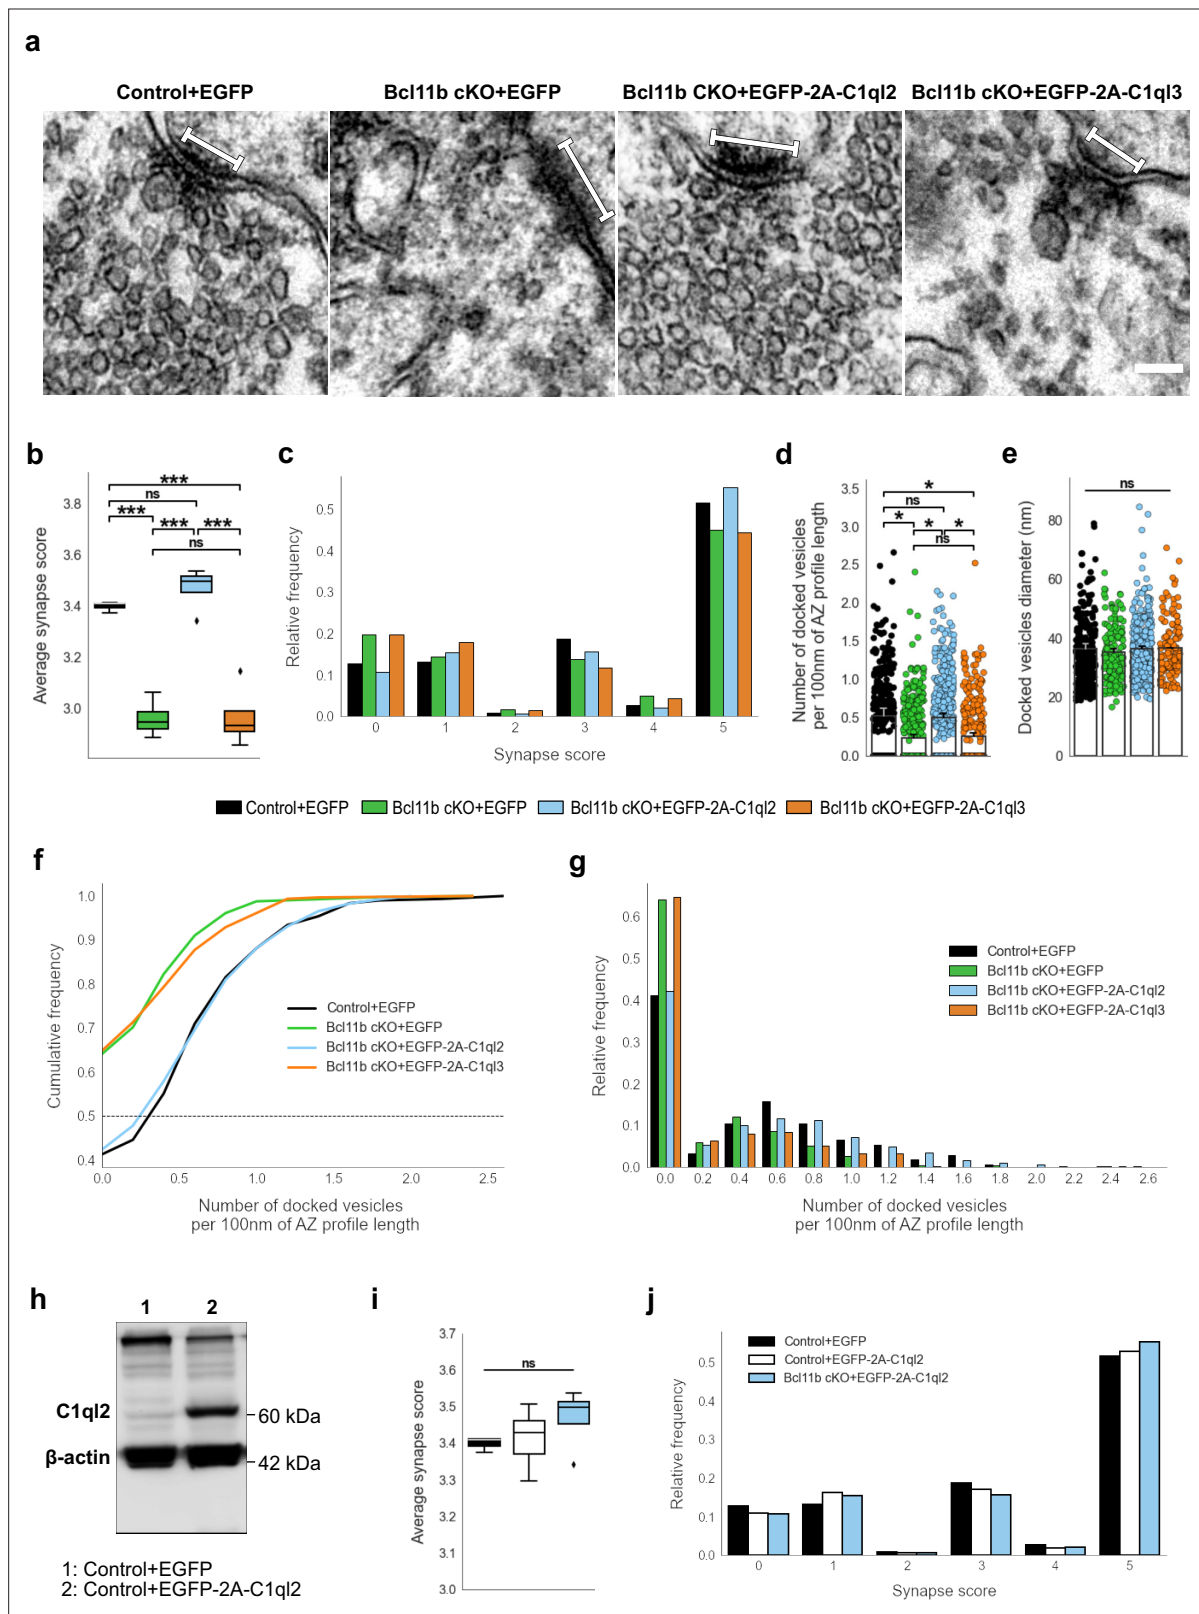 a
Control+EGFP
Bcl11b cKO+EGFP
Bcl11b CKO+EGFP-2A-C1ql2
Bcl11b cKO+EGFP-2A-C1ql3
b
Average synapse score
3.8
3.6
3.4
3.2
3.0
***
ns
***
***
***
ns
c
Relative frequency
0.5
0.4
0.3
0.2
0.1
0.0
0 1 2 3 4 5
Synapse score
d
Number of docked vesicles
per 100nm of AZ profile length
3.5
3.0
2.5
2.0
1.5
1.0
0.5
0.0
*
ns
*
*
*
ns
e
Docked vesicles diameter (nm)
80
60
40
20
0
ns
Control+EGFP
Bcl11b cKO+EGFP
Bcl11b cKO+EGFP-2A-C1ql2
Bcl11b cKO+EGFP-2A-C1ql3
f
Cumulative frequency
1.0
0.9
0.8
0.7
0.6
0.5
0.4
0.0 0.5 1.0 1.5 2.0 2.5
Control+EGFP
Bcl11b cKO+EGFP
Bcl11b cKO+EGFP-2A-C1ql2
Bcl11b cKO+EGFP-2A-C1ql3
Number of docked vesicles
per 100nm of AZ profile length
g
Relative frequency
0.6
0.5
0.4
0.3
0.2
0.1
0.0
0.0 0.2 0.4 0.6 0.8 1.0 1.2 1.4 1.6 1.8 2.0 2.2 2.4 2.6
Control+EGFP
Bcl11b cKO+EGFP
Bcl11b cKO+EGFP-2A-C1ql2
Bcl11b cKO+EGFP-2A-C1ql3
Number of docked vesicles
per 100nm of AZ profile length
h
1 2
C1ql2
60 kDa
β-actin
42 kDa
1: Control+EGFP
2: Control+EGFP-2A-C1ql2
i
Average synapse score
3.7
3.6
3.5
3.4
3.3
3.2
3.1
3.0
ns
j
Relative frequency
0.5
0.4
0.3
0.2
0.1
0.0
Control+EGFP
Control+EGFP-2A-C1ql2
Bcl11b cKO+EGFP-2A-C1ql2
0 1 2 3 4 5
Synapse score